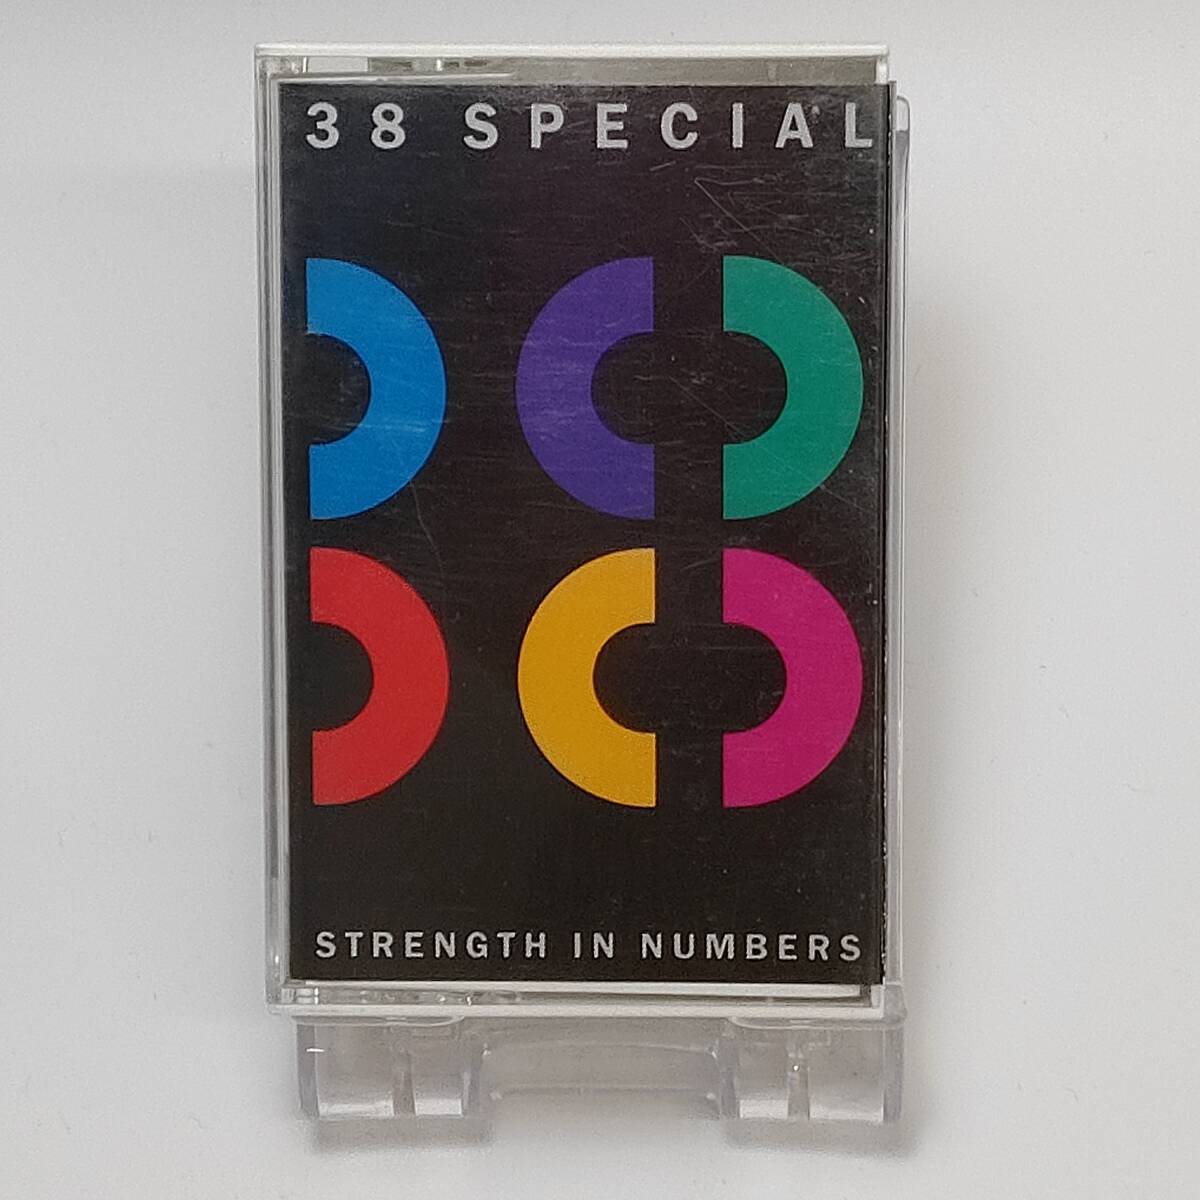 38 SPECIAL
STRENGTH IN NUMBERS